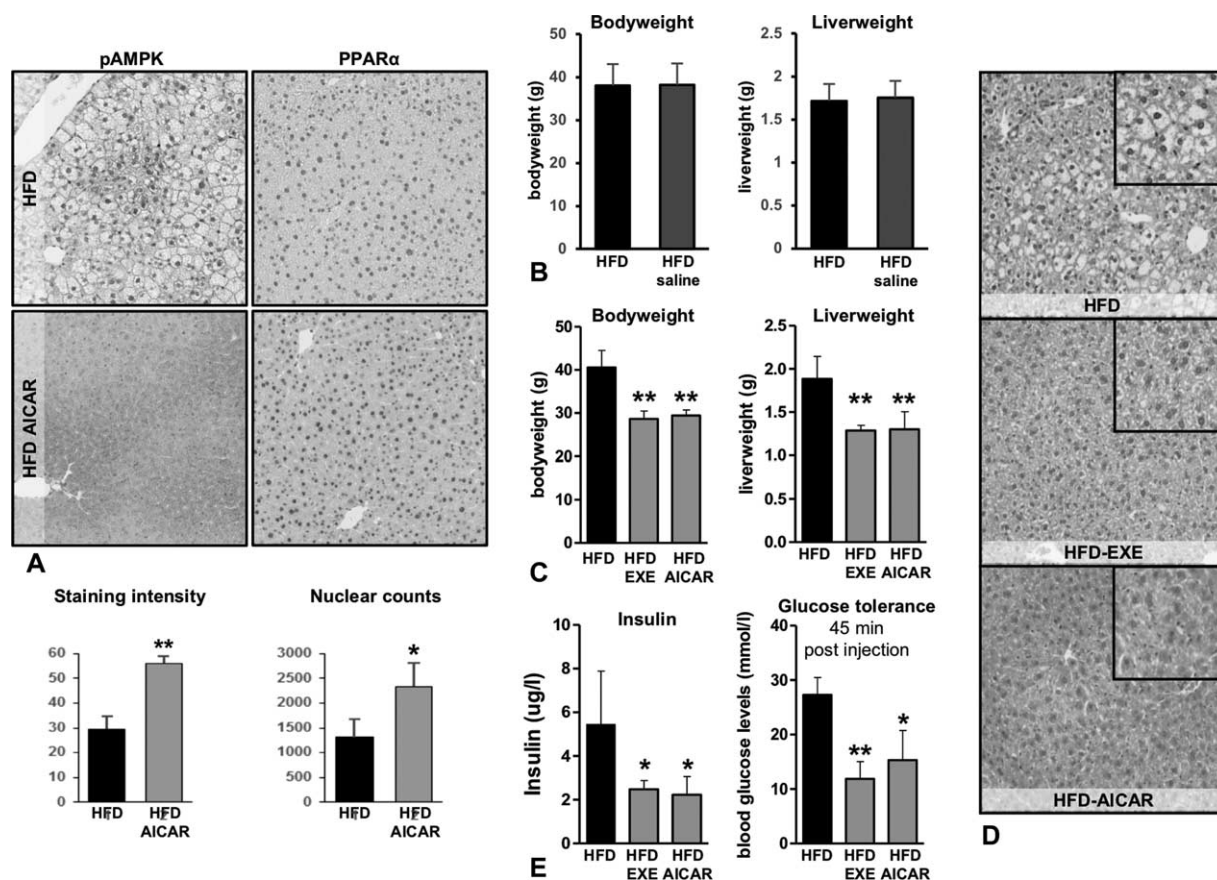 pAMPK
PPARα
HFD
HFD AICAR
A
Staining intensity
60
50
40
30
20
10
0
**
HFD
HFD
AICAR
Nuclear counts
3000
2500
2000
1500
1000
500
0
*
HFD
HFD
AICAR
Bodyweight
bodyweight (g)
50
40
30
20
10
0
HFD
HFD
saline
Liverweight
liverweight (g)
2.5
2
1.5
1
0.5
0
HFD
HFD
saline
B
Bodyweight
bodyweight (g)
50
40
30
20
10
0
** **
HFD
HFD
EXE
HFD
AICAR
Liverweight
liverweight (g)
2.5
2.0
1.5
1.0
0.5
0.0
** **
HFD
HFD
EXE
HFD
AICAR
C
Insulin
Insulin (ug/l)
10
8
6
4
2
0
* *
HFD
HFD
EXE
HFD
AICAR
Glucose tolerance
45 min
post injection
blood glucose levels (mmol/l)
40
30
20
10
0
** *
HFD
HFD
EXE
HFD
AICAR
E
HFD
HFD-EXE
HFD-AICAR
D